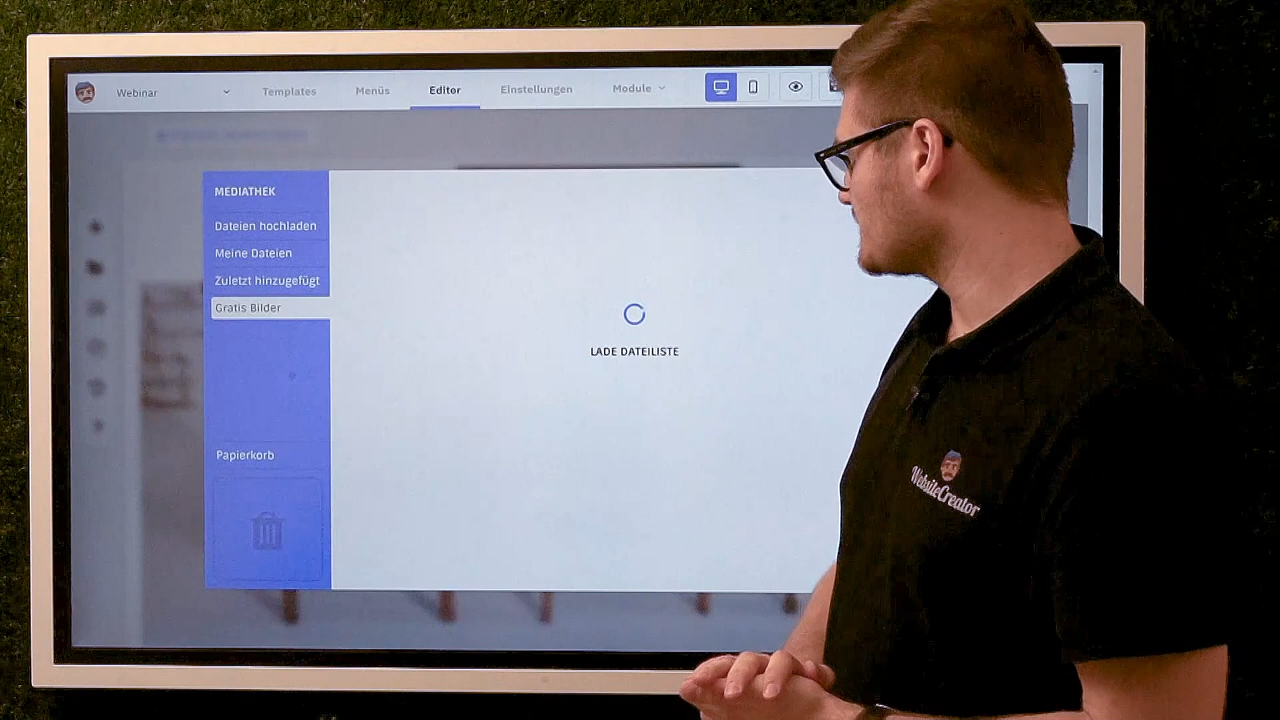 Webinar
Templates
Menüs
Editor
Einstellungen
Module
MEDIATHEK
Dateien hochladen
Meine Dateien
Zuletzt hinzugefügt
Gratis Bilder
LADE DATEILISTE
Papierkorb
WebsiteCreator